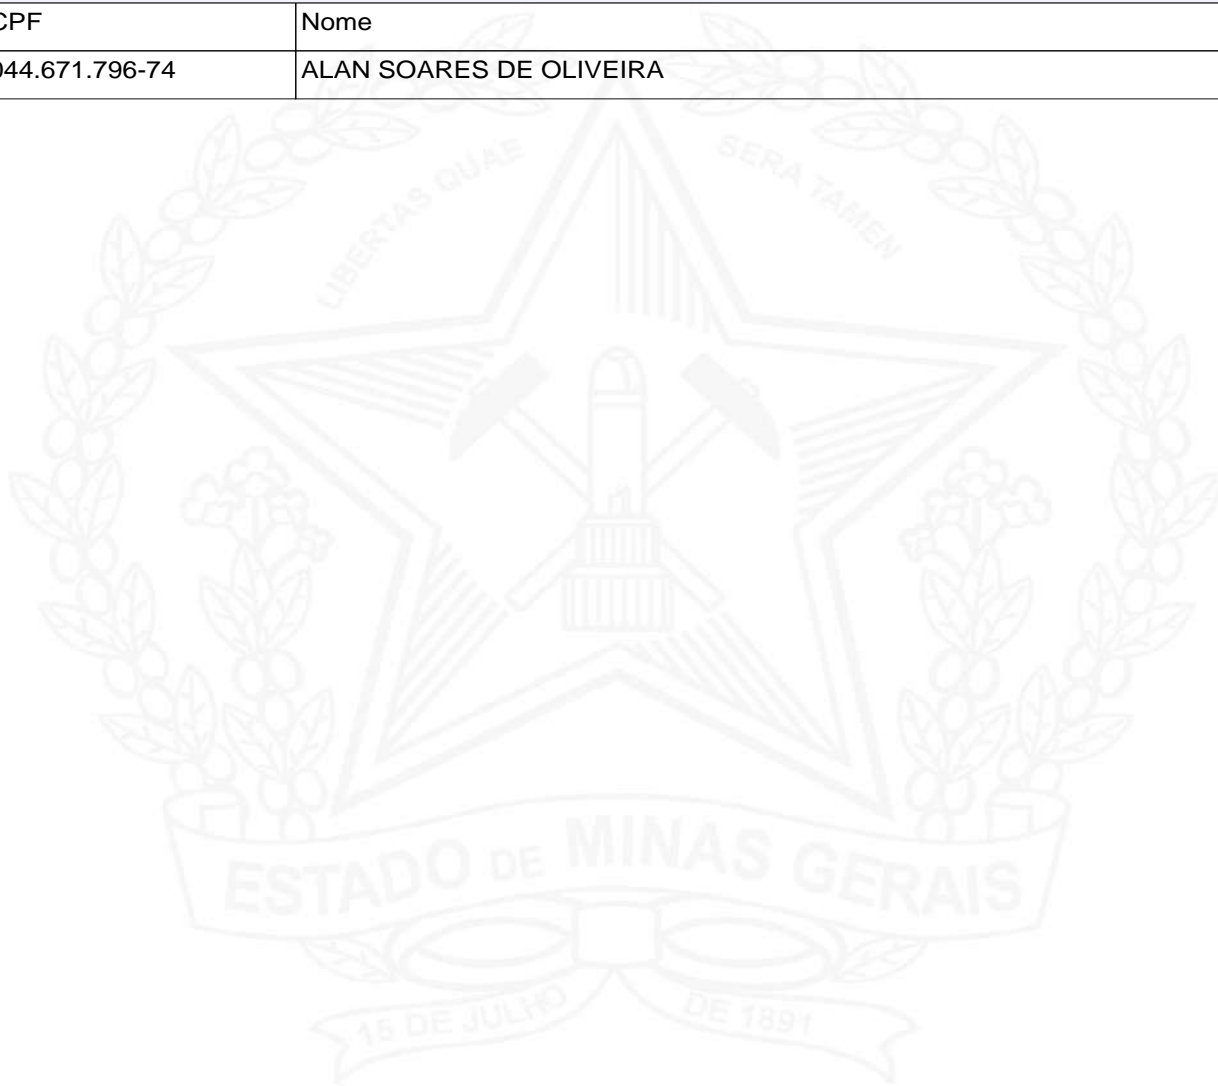 CPF Nome
044.671.796-74 ALAN SOARES DE OLIVEIRA
LIBERTAS QUAE SERA TAMEN
ESTADO DE MINAS GERAIS
15 DE JULHO DE 1891